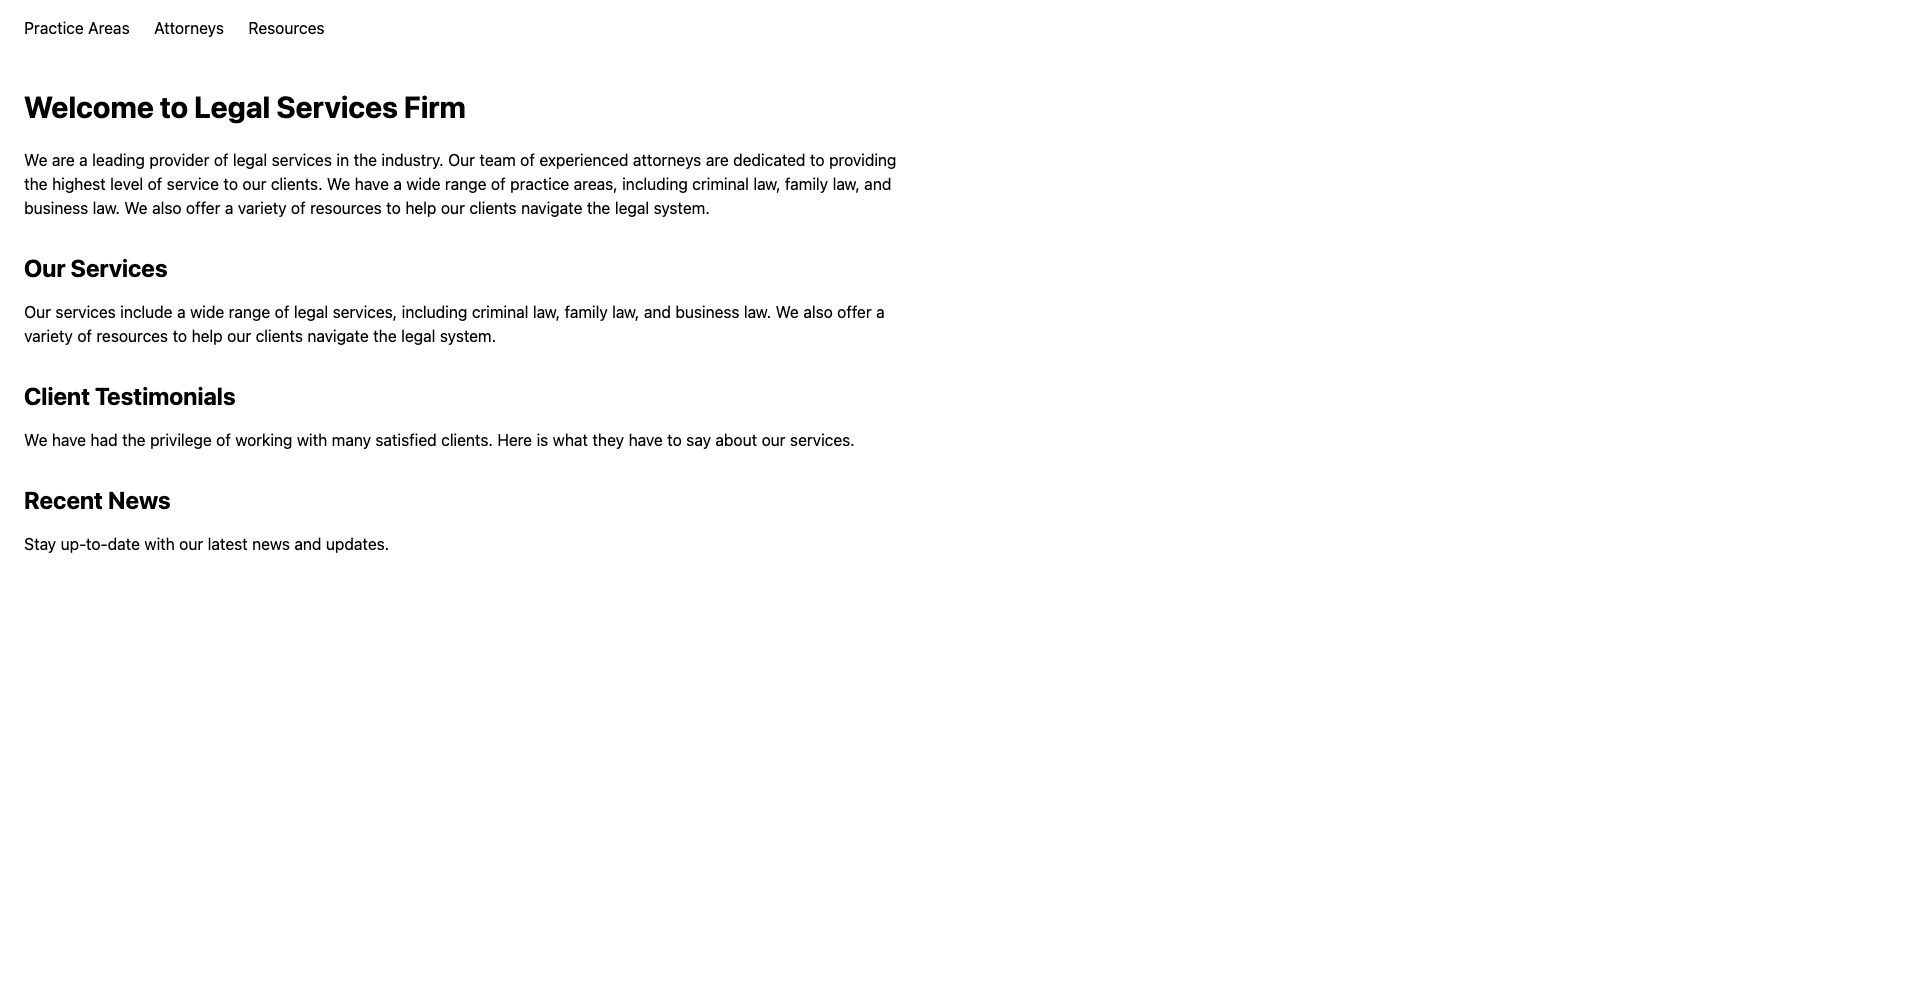 Practice Areas Attorneys Resources
Welcome to Legal Services Firm
We are a leading provider of legal services in the industry. Our team of experienced attorneys are dedicated to providing
the highest level of service to our clients. We have a wide range of practice areas, including criminal law, family law, and
business law. We also offer a variety of resources to help our clients navigate the legal system.
Our Services
Our services include a wide range of legal services, including criminal law, family law, and business law. We also offer a
variety of resources to help our clients navigate the legal system.
Client Testimonials
We have had the privilege of working with many satisfied clients. Here is what they have to say about our services.
Recent News
Stay up-to-date with our latest news and updates.